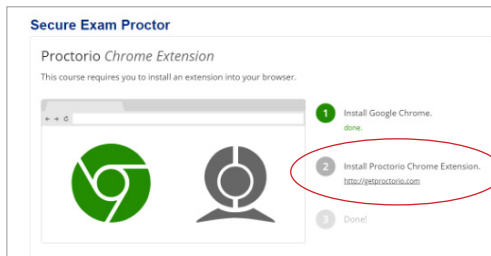 Secure Exam Proctor
Proctorio Chrome Extension
This course requires you to install an extension into your browser.
1 Install Google Chrome.
done.
2 Install Proctorio Chrome Extension.
http://getproctorio.com
3 Done!